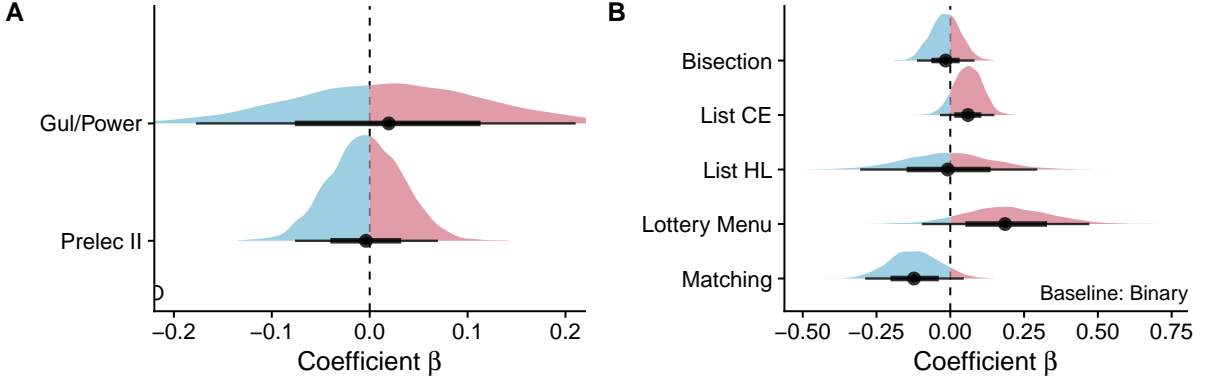 A
Gul/Power
Prelec II
−0.2 −0.1 0.0 0.1 0.2
Coefficient β
B
Bisection
List CE
List HL
Lottery Menu
Matching
Baseline: Binary
−0.50 −0.25 0.00 0.25 0.50 0.75
Coefficient β